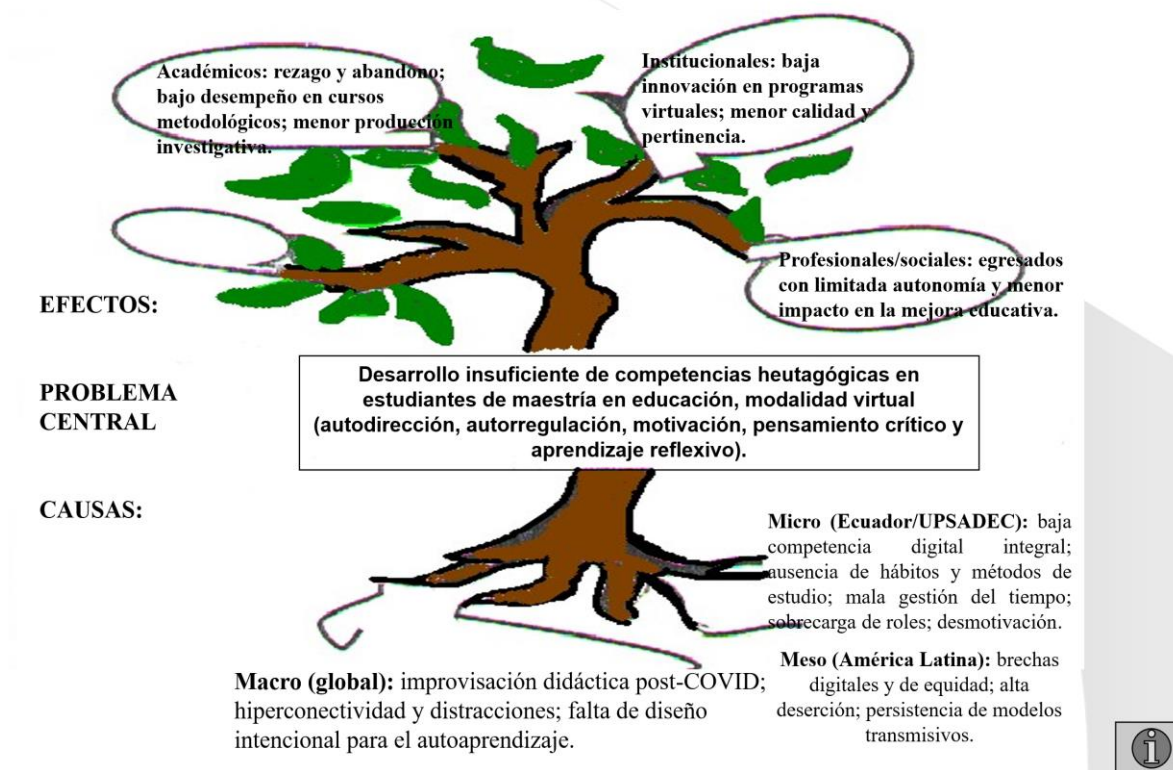 Académicos: rezago y abandono;
bajo desempeño en cursos
metodológicos; menor producción
investigativa.
Institucionales: baja
innovación en programas
virtuales; menor calidad y
pertinencia.
Profesionales/sociales: egresados
con limitada autonomía y menor
impacto en la mejora educativa.
EFECTOS:
PROBLEMA
CENTRAL
Desarrollo insuficiente de competencias heutagógicas en
estudiantes de maestría en educación, modalidad virtual
(autodirección, autorregulación, motivación, pensamiento crítico y
aprendizaje reflexivo).
CAUSAS:
Micro (Ecuador/UPSADEC): baja
competencia digital integral;
ausencia de hábitos y métodos de
estudio; mala gestión del tiempo;
sobrecarga de roles; desmotivación.
Meso (América Latina): brechas
digitales y de equidad; alta
deserción; persistencia de modelos
transmisivos.
Macro (global): improvisación didáctica post-COVID;
hiperconectividad y distracciones; falta de diseño
intencional para el autoaprendizaje.